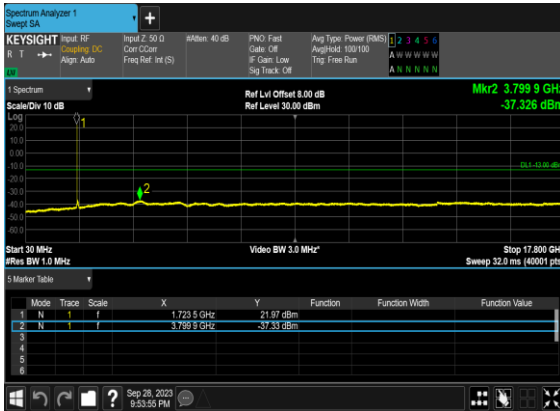 Spectrum Analyzer 1
Swept SA
+
KEYSIGHT
R T
Input: RF
Coupling: DC
Align: Auto
Input Z: 50 Ω
Corr CCorr
Freq Ref: Int (S)
#Atten: 40 dB
PNO: Fast
Gate: Off
IF Gain: Low
Sig Track: Off
Avg Type: Power (RMS)
Avg|Hold: 100/100
Trig: Free Run
1 2 3 4 5 6
A W W W W W
A N N N N N
1 Spectrum
Scale/Div 10 dB
Ref Lvl Offset 8.00 dB
Ref Level 30.00 dBm
Mkr2 3.799 9 GHz
-37.326 dBm
Log
20.0
10.0
0.00
-10.0
-20.0
-30.0
-40.0
-50.0
-60.0
1
2
DL1 -13.00 dBm
Start 30 MHz
#Res BW 1.0 MHz
Video BW 3.0 MHz*
Stop 17.800 GHz
Sweep 32.0 ms (40001 pts)
5 Marker Table
Mode Trace Scale X Y Function Function Width Function Value
1 N 1 f 1.723 5 GHz 21.97 dBm
2 N 1 f 3.799 9 GHz -37.33 dBm
3
4
5
6
?
Sep 28, 2023
9:53:55 PM